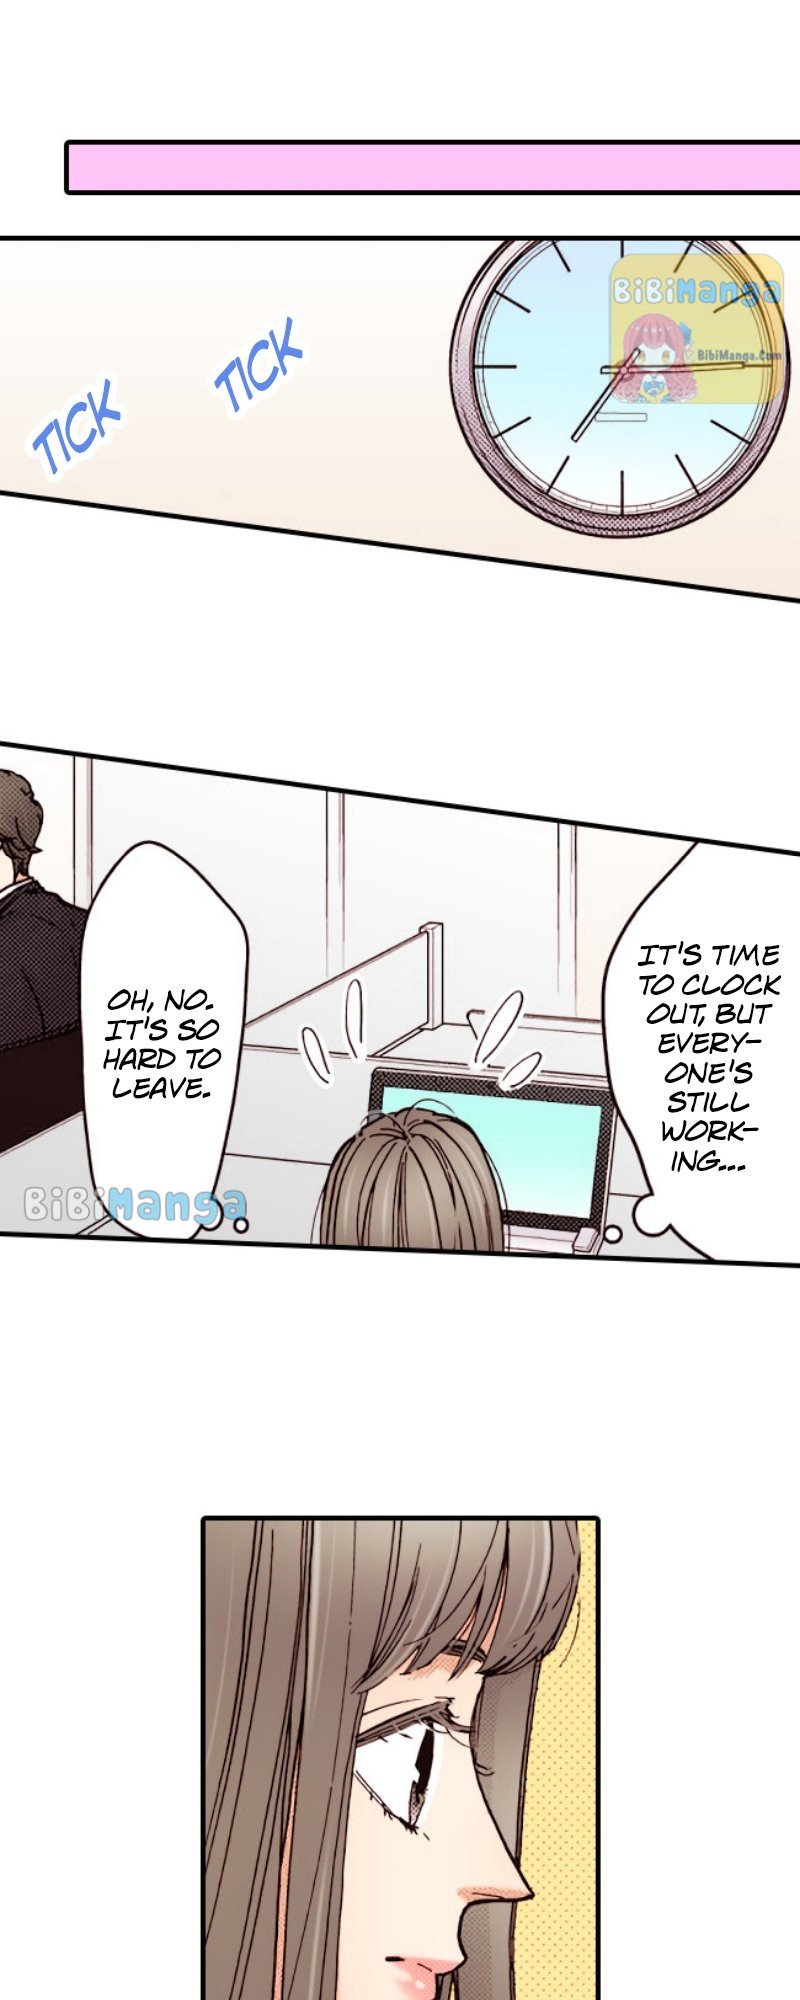 BiBiManga
BibiManga.Com
TICK
TICK
IT'S TIME
TO CLOCK
OUT, BUT
EVERY-
ONE'S
STILL
WORK-
ING...
OH, NO.
IT'S SO
HARD TO
LEAVE.
BiBiManga